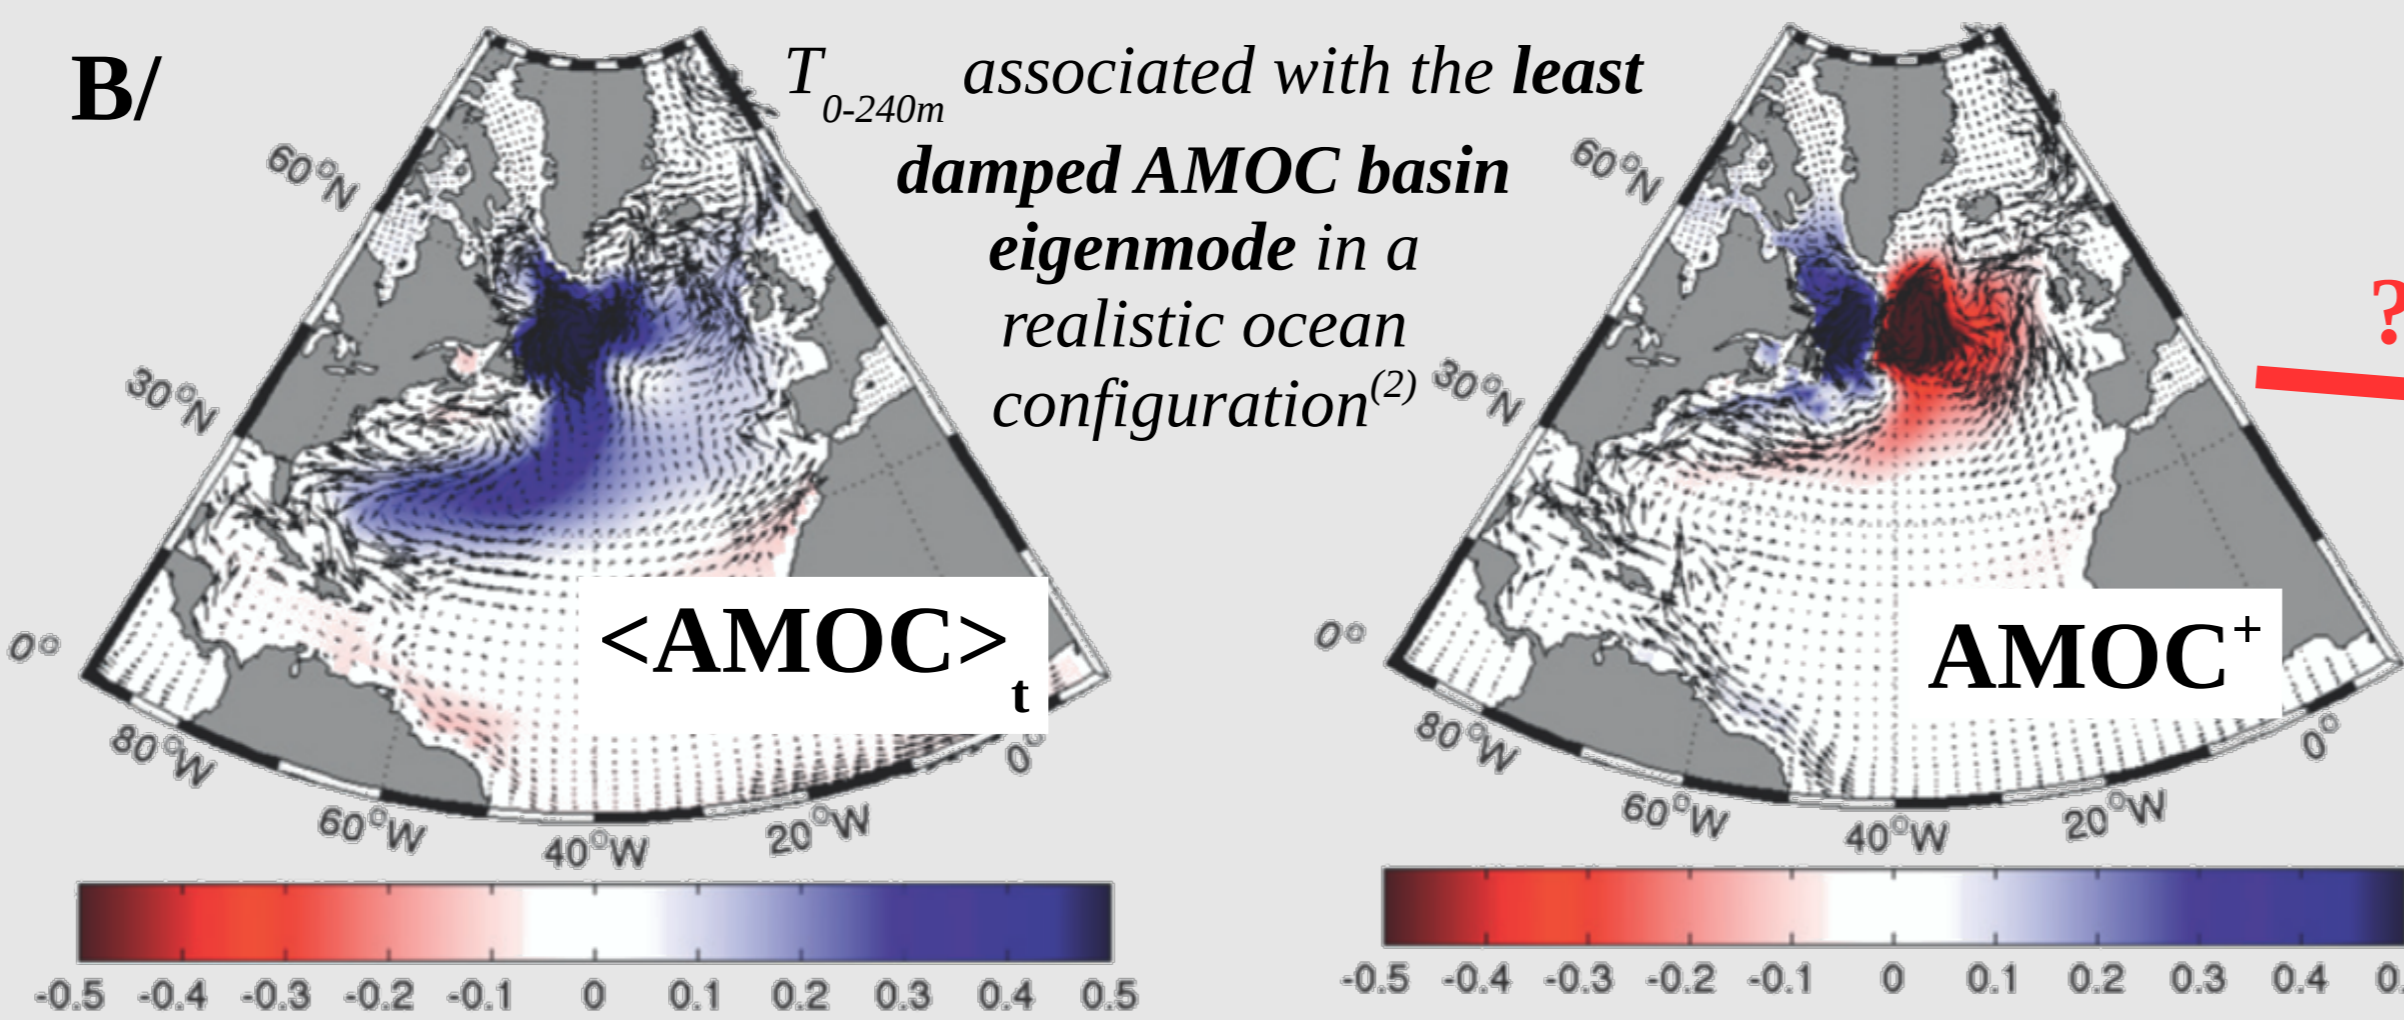 B/
T0-240m associated with the least
damped AMOC basin
eigenmode in a
realistic ocean
configuration(2)
60°N
30°N
0°
80°W
60°W
40°W
20°W
0°
<AMOC>t
-0.5 -0.4 -0.3 -0.2 -0.1 0 0.1 0.2 0.3 0.4 0.5
60°N
30°N
0°
80°W
60°W
40°W
20°W
0°
AMOC+
?
-0.5 -0.4 -0.3 -0.2 -0.1 0 0.1 0.2 0.3 0.4